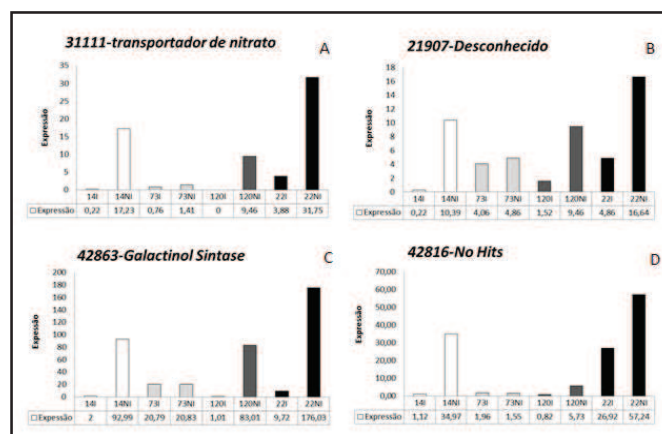 31111-transportador de nitrato A
Expressão
35
30
25
20
15
10
5
0
14I 14NI 73I 73NI 120I 120NI 22I 22NI
Expressão 0,22 17,23 0,76 1,41 0 9,46 3,88 31,75
21907-Desconhecido B
Expressão
18
16
14
12
10
8
6
4
2
0
14I 14NI 73I 73NI 120I 120NI 22I 22NI
Expressão 0,22 10,39 4,06 4,86 1,52 9,46 4,86 16,64
42863-Galactinol Sintase C
Expressão
200
180
160
140
120
100
80
60
40
20
0
14I 14NI 73I 73NI 120I 120NI 22I 22NI
Expressão 2 92,99 20,79 20,83 1,01 83,01 9,72 176,03
42816-No Hits D
Expressão
70,00
60,00
50,00
40,00
30,00
20,00
10,00
0,00
14I 14NI 73I 73NI 120I 120NI 22I 22NI
Expressão 1,12 34,97 1,96 1,55 0,82 5,73 26,92 57,24